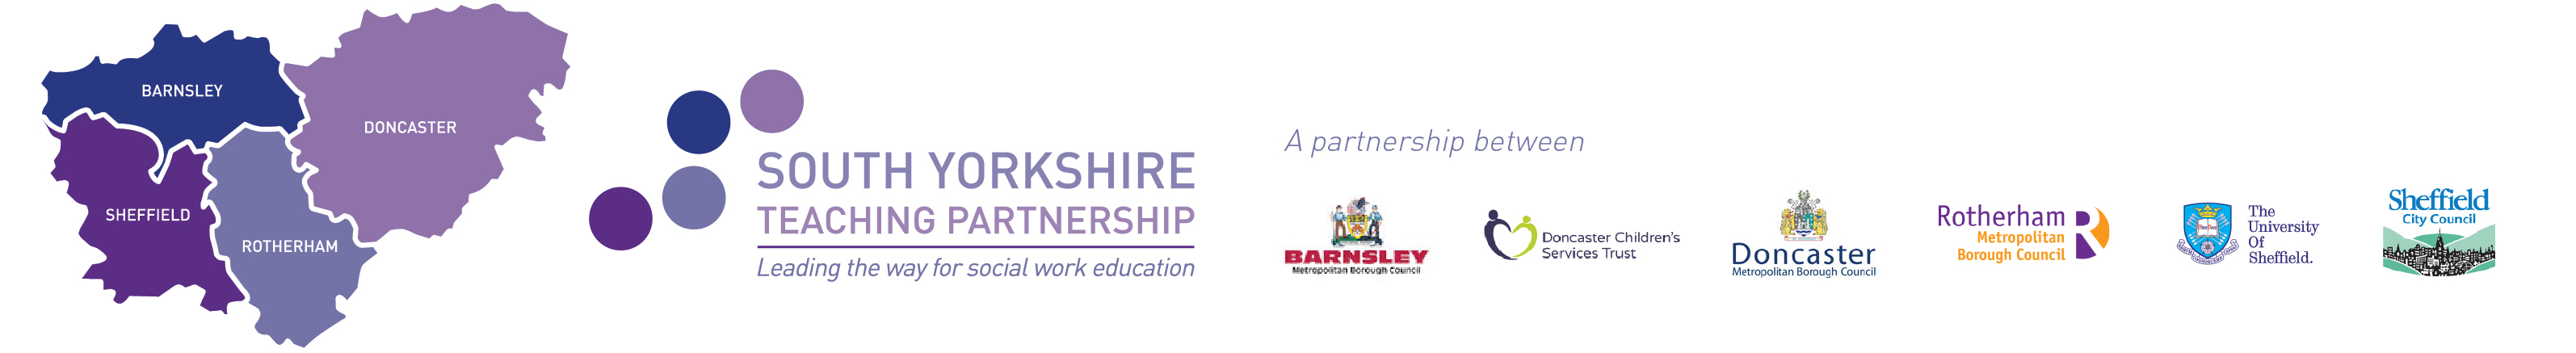 BARNSLEY
DONCASTER
SHEFFIELD
ROTHERHAM
SOUTH YORKSHIRE
TEACHING PARTNERSHIP
Leading the way for social work education
A partnership between
BARNSLEY
Metropolitan Borough Council
Doncaster Children's
Services Trust
Doncaster
Metropolitan Borough Council
Rotherham
Metropolitan
Borough Council
The
University
Of
Sheffield.
Sheffield
City Council